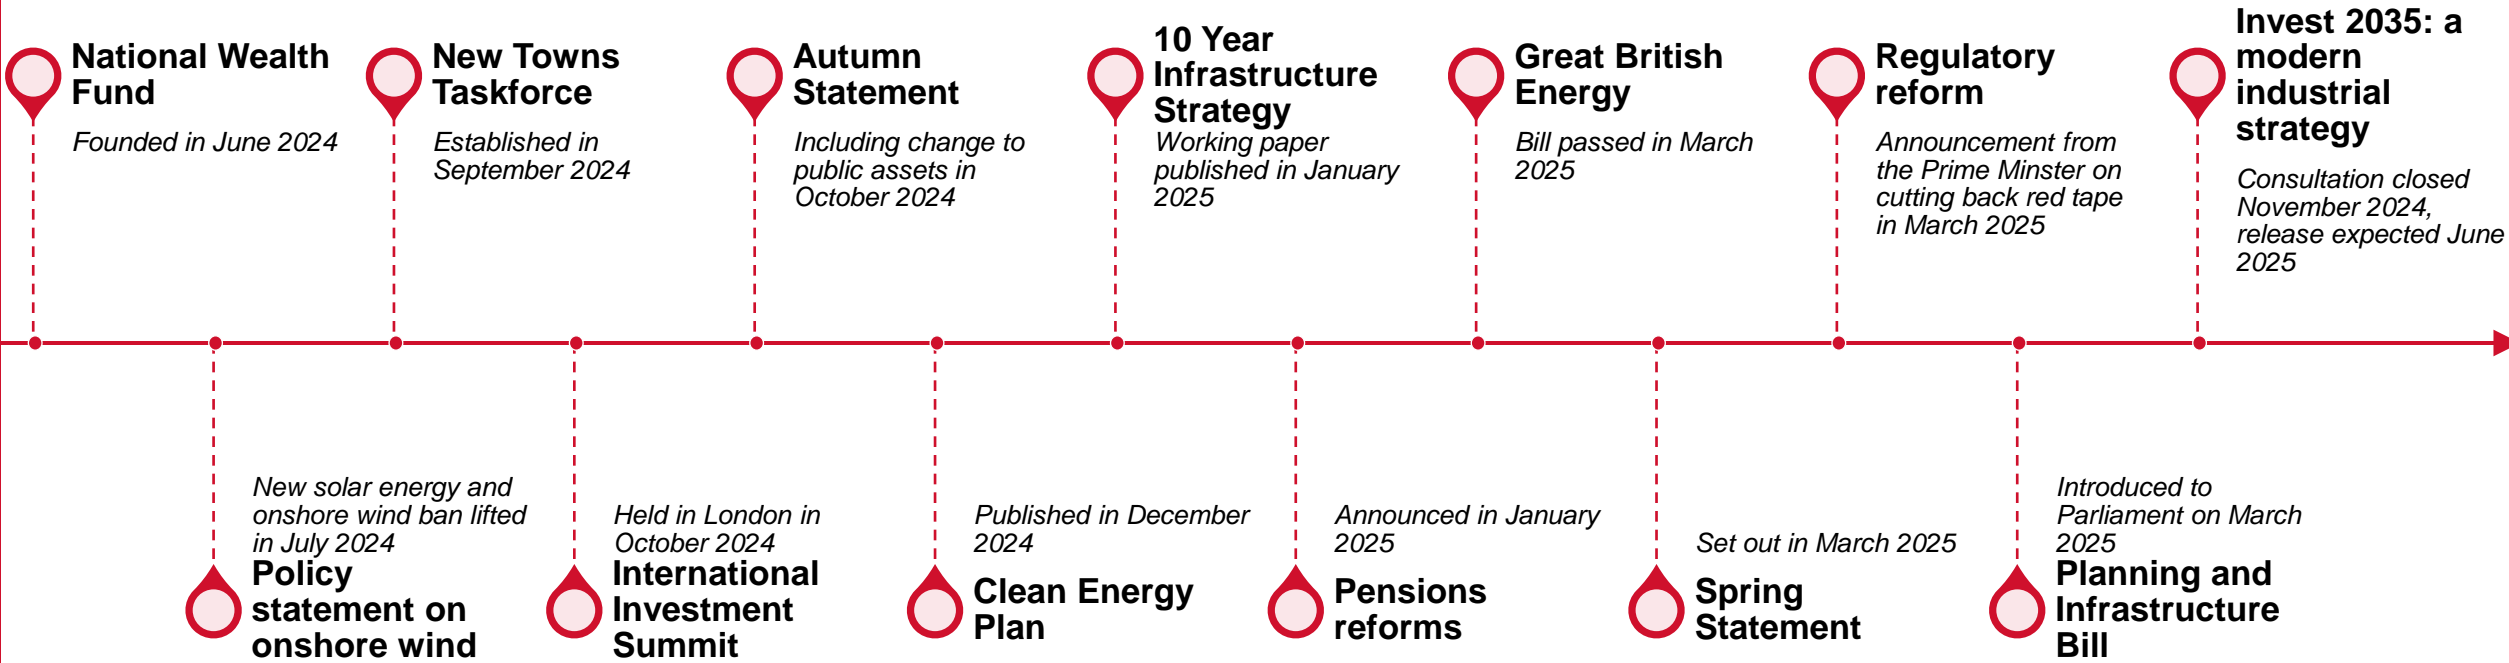 National Wealth
Fund
Founded in June 2024
New Towns
Taskforce
Established in
September 2024
Autumn
Statement
Including change to
public assets in
October 2024
10 Year
Infrastructure
Strategy
Working paper
published in January
2025
Great British
Energy
Bill passed in March
2025
Regulatory
reform
Announcement from
the Prime Minster on
cutting back red tape
in March 2025
Invest 2035: a
modern
industrial
strategy
Consultation closed
November 2024,
release expected June
2025
New solar energy and
onshore wind ban lifted
in July 2024
Policy
statement on
onshore wind
Held in London in
October 2024
International
Investment
Summit
Published in December
2024
Clean Energy
Plan
Announced in January
2025
Pensions
reforms
Set out in March 2025
Spring
Statement
Introduced to
Parliament on March
2025
Planning and
Infrastructure
Bill